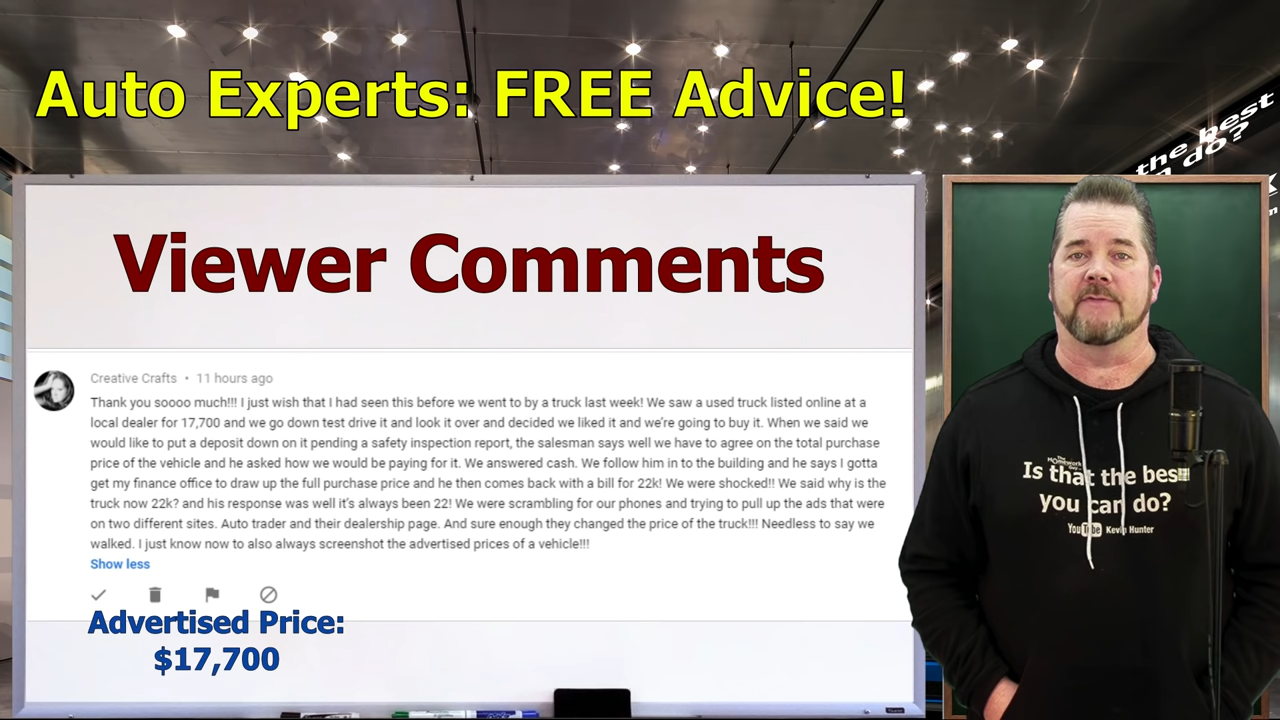 Auto Experts: FREE Advice!
the best
do?
Viewer Comments
Creative Crafts • 11 hours ago
Thank you soooo much!!! I just wish that I had seen this before we went to by a truck last week! We saw a used truck listed online at a
local dealer for 17,700 and we go down test drive it and look it over and decided we liked it and we're going to buy it. When we said we
would like to put a deposit down on it pending a safety inspection report, the salesman says well we have to agree on the total purchase
price of the vehicle and he asked how we would be paying for it. We answered cash. We follow him in to the building and he says I gotta
get my finance office to draw up the full purchase price and he then comes back with a bill for 22k! We were shocked!! We said why is the
truck now 22k? and his response was well it's always been 22! We were scrambling for our phones and trying to pull up the ads that were
on two different sites. Auto trader and their dealership page. And sure enough they changed the price of the truck!!! Needless to say we
walked. I just know now to also always screenshot the advertised prices of a vehicle!!!
Show less
Advertised Price:
$17,700
The
Homework
Guy
Is that the best
you can do?
YouTube Kevin Hunter